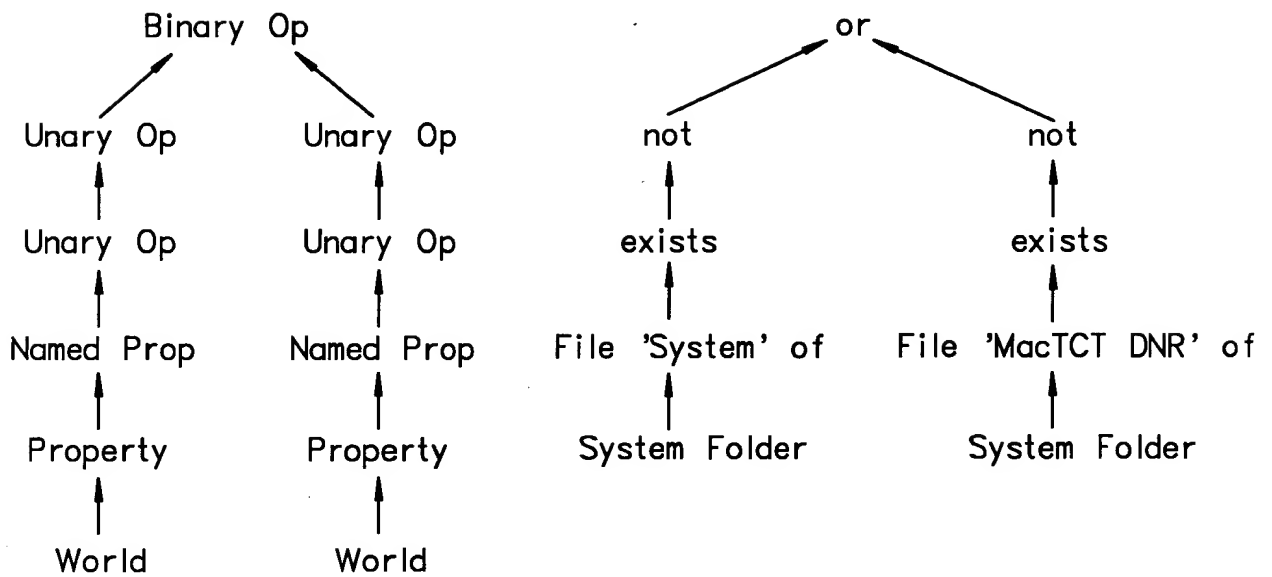 Binary Op or
Unary Op Unary Op not not
Unary Op Unary Op exists exists
Named Prop Named Prop File 'System' of File 'MacTCT DNR' of
Property Property System Folder System Folder
World World